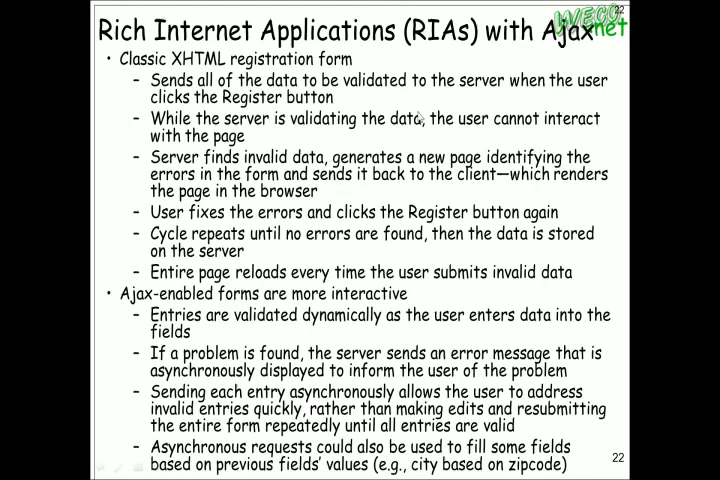 22
WECO
net
Rich Internet Applications (RIAs) with Ajax
• Classic XHTML registration form
– Sends all of the data to be validated to the server when the user
clicks the Register button
– While the server is validating the data, the user cannot interact
with the page
– Server finds invalid data, generates a new page identifying the
errors in the form and sends it back to the client—which renders
the page in the browser
– User fixes the errors and clicks the Register button again
– Cycle repeats until no errors are found, then the data is stored
on the server
– Entire page reloads every time the user submits invalid data
• Ajax-enabled forms are more interactive
– Entries are validated dynamically as the user enters data into the
fields
– If a problem is found, the server sends an error message that is
asynchronously displayed to inform the user of the problem
– Sending each entry asynchronously allows the user to address
invalid entries quickly, rather than making edits and resubmitting
the entire form repeatedly until all entries are valid
– Asynchronous requests could also be used to fill some fields
based on previous fields' values (e.g., city based on zipcode)
22